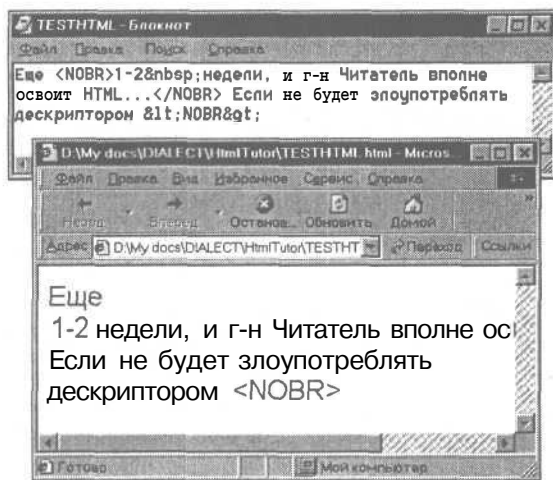 TESTHTML - Блокнот
Файл Правка Поиск Справка
Еще <NOBR>1-2&nbsp;недели, и г-н Читатель вполне
освоит HTML...</NOBR> Если не будет злоупотреблять
дескриптором &lt;NOBR&gt;
D:\My docs\DIALECT\HtmlTutor\TESTHTML.html - Micros
Файл Правка Вид Избранное Сервис Справка
Назад Вперед Останов... Обновить Домой
Адрес D:\My docs\DIALECT\HtmlTutor\TESTHT Переход Ссылки
Еще
1-2 недели, и г-н Читатель вполне ос
Если не будет злоупотреблять
дескриптором <NOBR>
Готово Мой компьютер